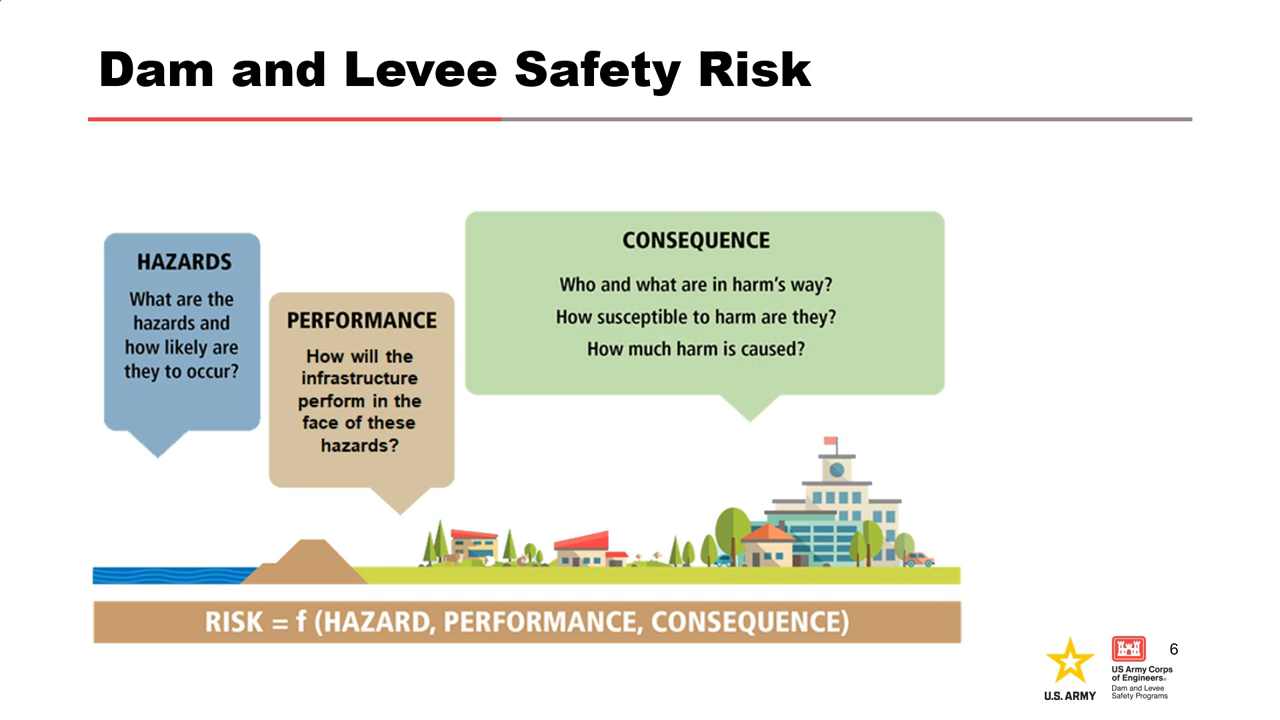 Dam and Levee Safety Risk
HAZARDS
What are the
hazards and
how likely are
they to occur?
PERFORMANCE
How will the
infrastructure
perform in the
face of these
hazards?
CONSEQUENCE
Who and what are in harm's way?
How susceptible to harm are they?
How much harm is caused?
RISK = f (HAZARD, PERFORMANCE, CONSEQUENCE)
U.S. ARMY
US Army Corps
of Engineers®
Dam and Levee
Safety Programs
6